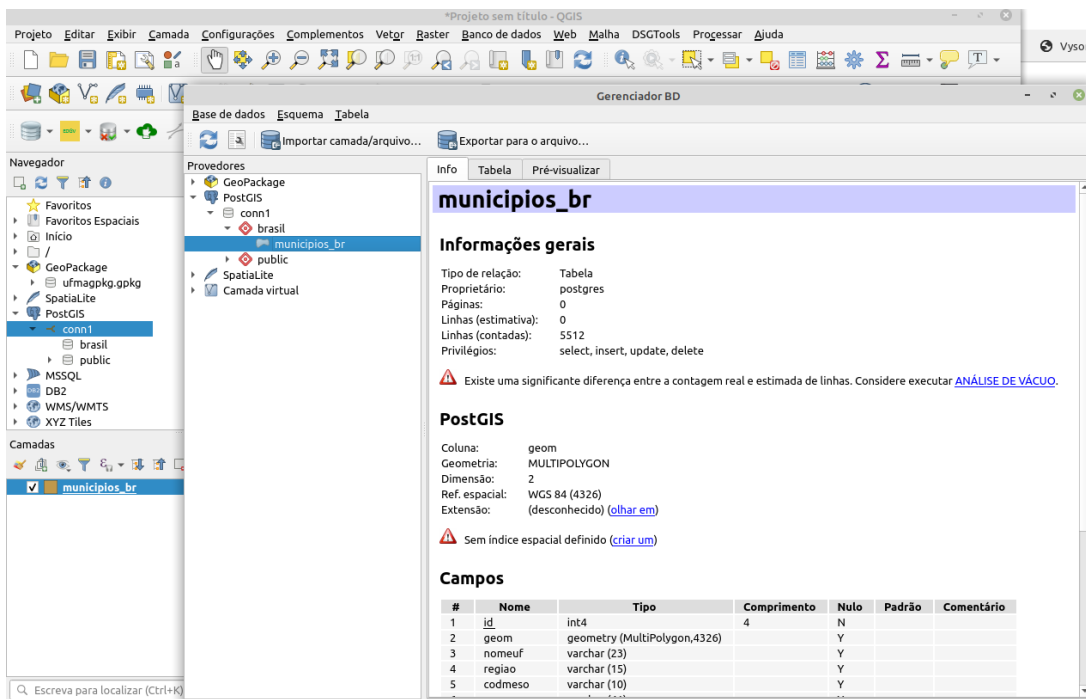 *Projeto sem título - QGIS
Projeto Editar Exibir Camada Configurações Complementos Vetor Raster Banco de dados Web Malha DSGTools Processar Ajuda
Vyso
Gerenciador BD
Base de dados Esquema Tabela
Importar camada/arquivo... Exportar para o arquivo...
Navegador
Favoritos
Favoritos Espaciais
Início
/
GeoPackage
ufmagpkg.gpkg
SpatiaLite
PostGIS
conn1
brasil
public
MSSQL
DB2
WMS/WMTS
XYZ Tiles
Camadas
municipios_br
Escreva para localizar (Ctrl+K)
Provedores
GeoPackage
PostGIS
conn1
brasil
municipios_br
public
SpatiaLite
Camada virtual
Info Tabela Pré-visualizar
municipios_br
Informações gerais
Tipo de relação: Tabela
Proprietário: postgres
Páginas: 0
Linhas (estimativa): 0
Linhas (contadas): 5512
Privilégios: select, insert, update, delete
Existe uma significante diferença entre a contagem real e estimada de linhas. Considere executar ANÁLISE DE VÁCUO.
PostGIS
Coluna: geom
Geometria: MULTIPOLYGON
Dimensão: 2
Ref. espacial: WGS 84 (4326)
Extensão: (desconhecido) (olhar em)
Sem índice espacial definido (criar um)
Campos
# Nome Tipo Comprimento Nulo Padrão Comentário
1 id int4 4 N
2 geom geometry (MultiPolygon,4326) Y
3 nomeuf varchar (23) Y
4 regiao varchar (15) Y
5 codmeso varchar (10) Y